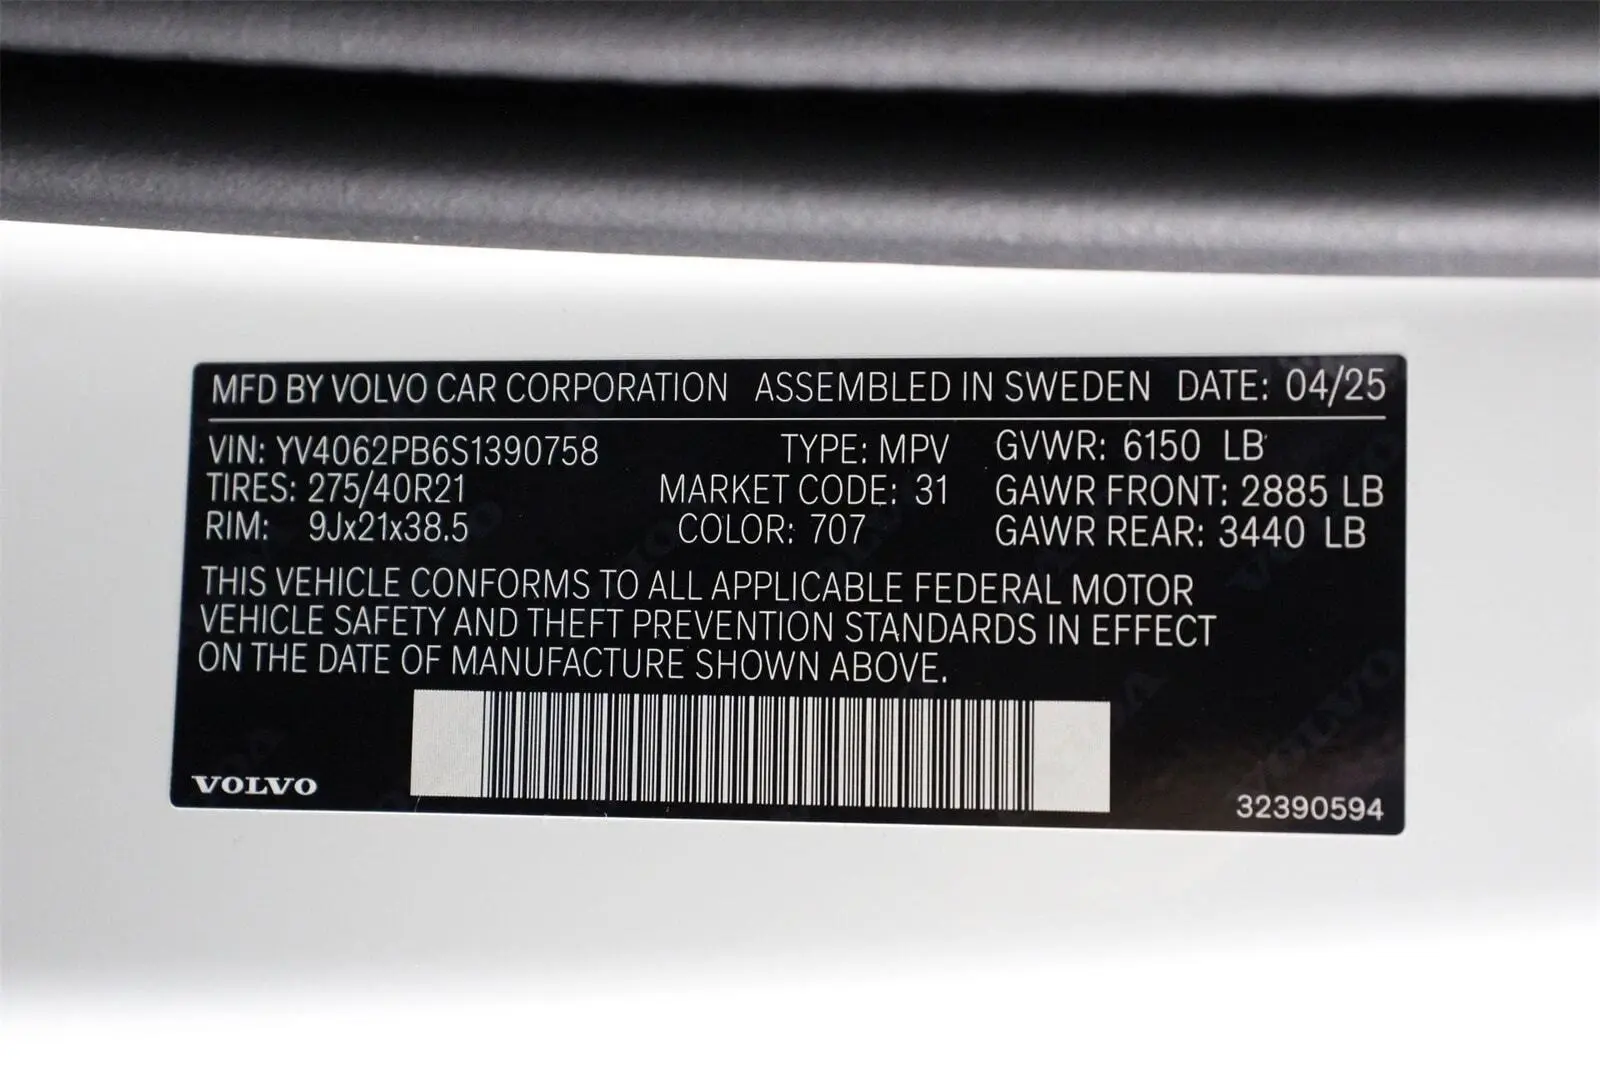 MFD BY VOLVO CAR CORPORATION ASSEMBLED IN SWEDEN DATE: 04/25
VIN: YV4062PB6S1390758 TYPE: MPV GVWR: 6150 LB
TIRES: 275/40R21 MARKET CODE: 31 GAWR FRONT: 2885 LB
RIM: 9Jx21x38.5 COLOR: 707 GAWR REAR: 3440 LB
THIS VEHICLE CONFORMS TO ALL APPLICABLE FEDERAL MOTOR
VEHICLE SAFETY AND THEFT PREVENTION STANDARDS IN EFFECT
ON THE DATE OF MANUFACTURE SHOWN ABOVE.
VOLVO
32390594